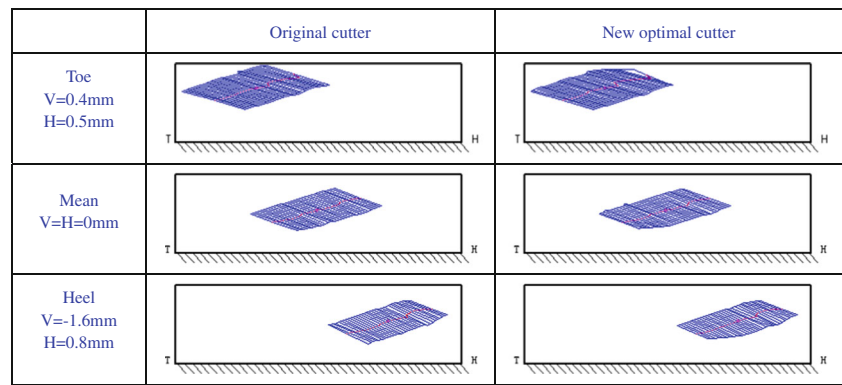 Original cutter
New optimal cutter
Toe
V=0.4mm
H=0.5mm
T H
T H
Mean
V=H=0mm
T H
T H
Heel
V=-1.6mm
H=0.8mm
T H
T H